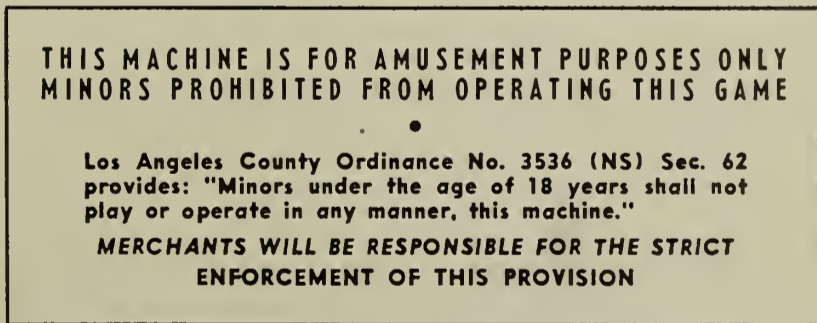 THIS MACHINE IS FOR AMUSEMENT PURPOSES ONLY
MINORS PROHIBITED FROM OPERATING THIS GAME
Los Angeles County Ordinance No. 3536 (NS) Sec. 62
provides: "Minors under the age of 18 years shall not
play or operate in any manner, this machine."
MERCHANTS WILL BE RESPONSIBLE FOR THE STRICT
ENFORCEMENT OF THIS PROVISION